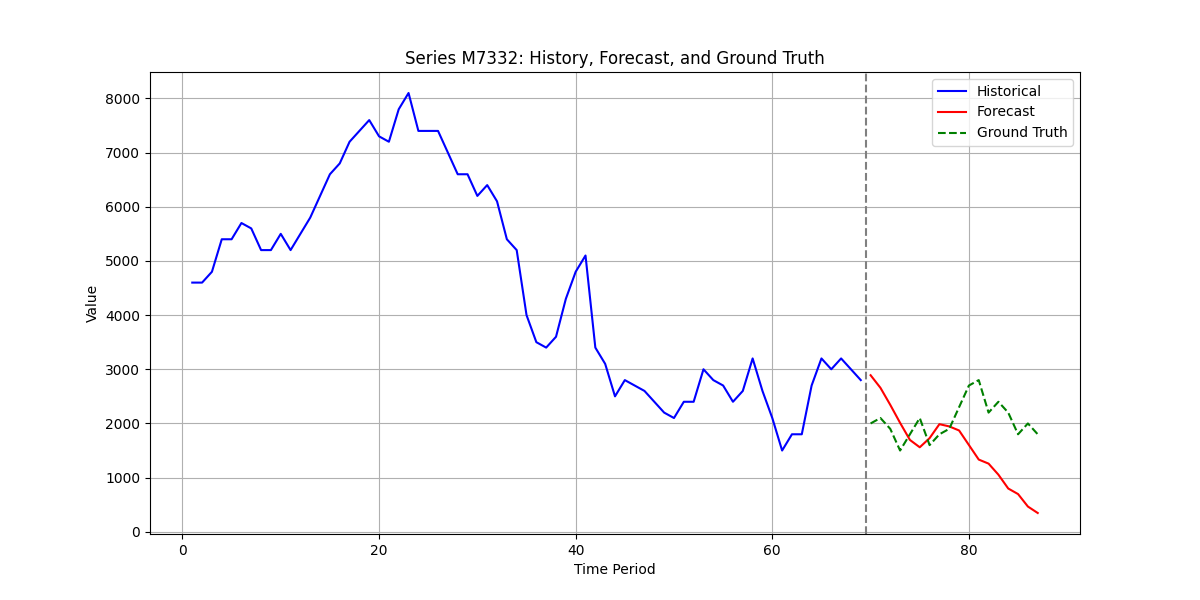 Series M7332: History, Forecast, and Ground Truth
Historical
Forecast
Ground Truth
8000
7000
6000
5000
4000
3000
2000
1000
0
Value
0 20 40 60 80
Time Period